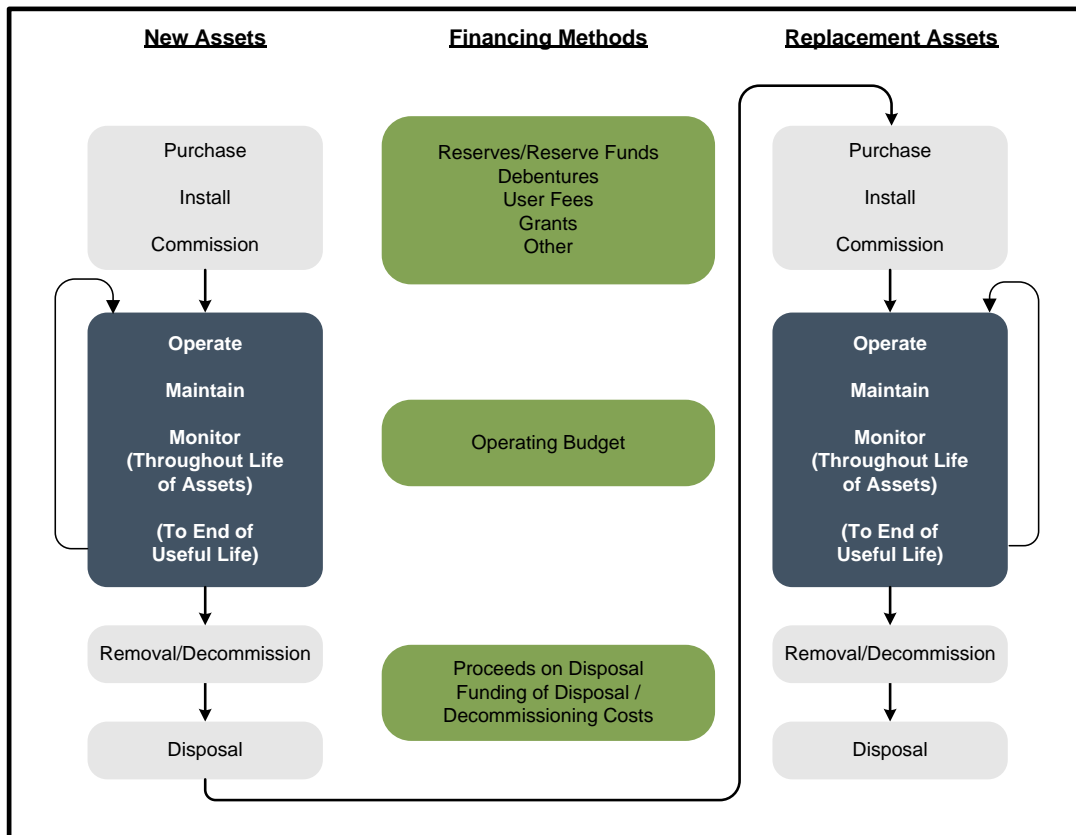 New Assets
Financing Methods
Replacement Assets
Purchase
Install
Commission
Operate
Maintain
Monitor
(Throughout Life
of Assets)
(To End of
Useful Life)
Removal/Decommission
Disposal
Reserves/Reserve Funds
Debentures
User Fees
Grants
Other
Operating Budget
Proceeds on Disposal
Funding of Disposal /
Decommissioning Costs
Purchase
Install
Commission
Operate
Maintain
Monitor
(Throughout Life
of Assets)
(To End of
Useful Life)
Removal/Decommission
Disposal